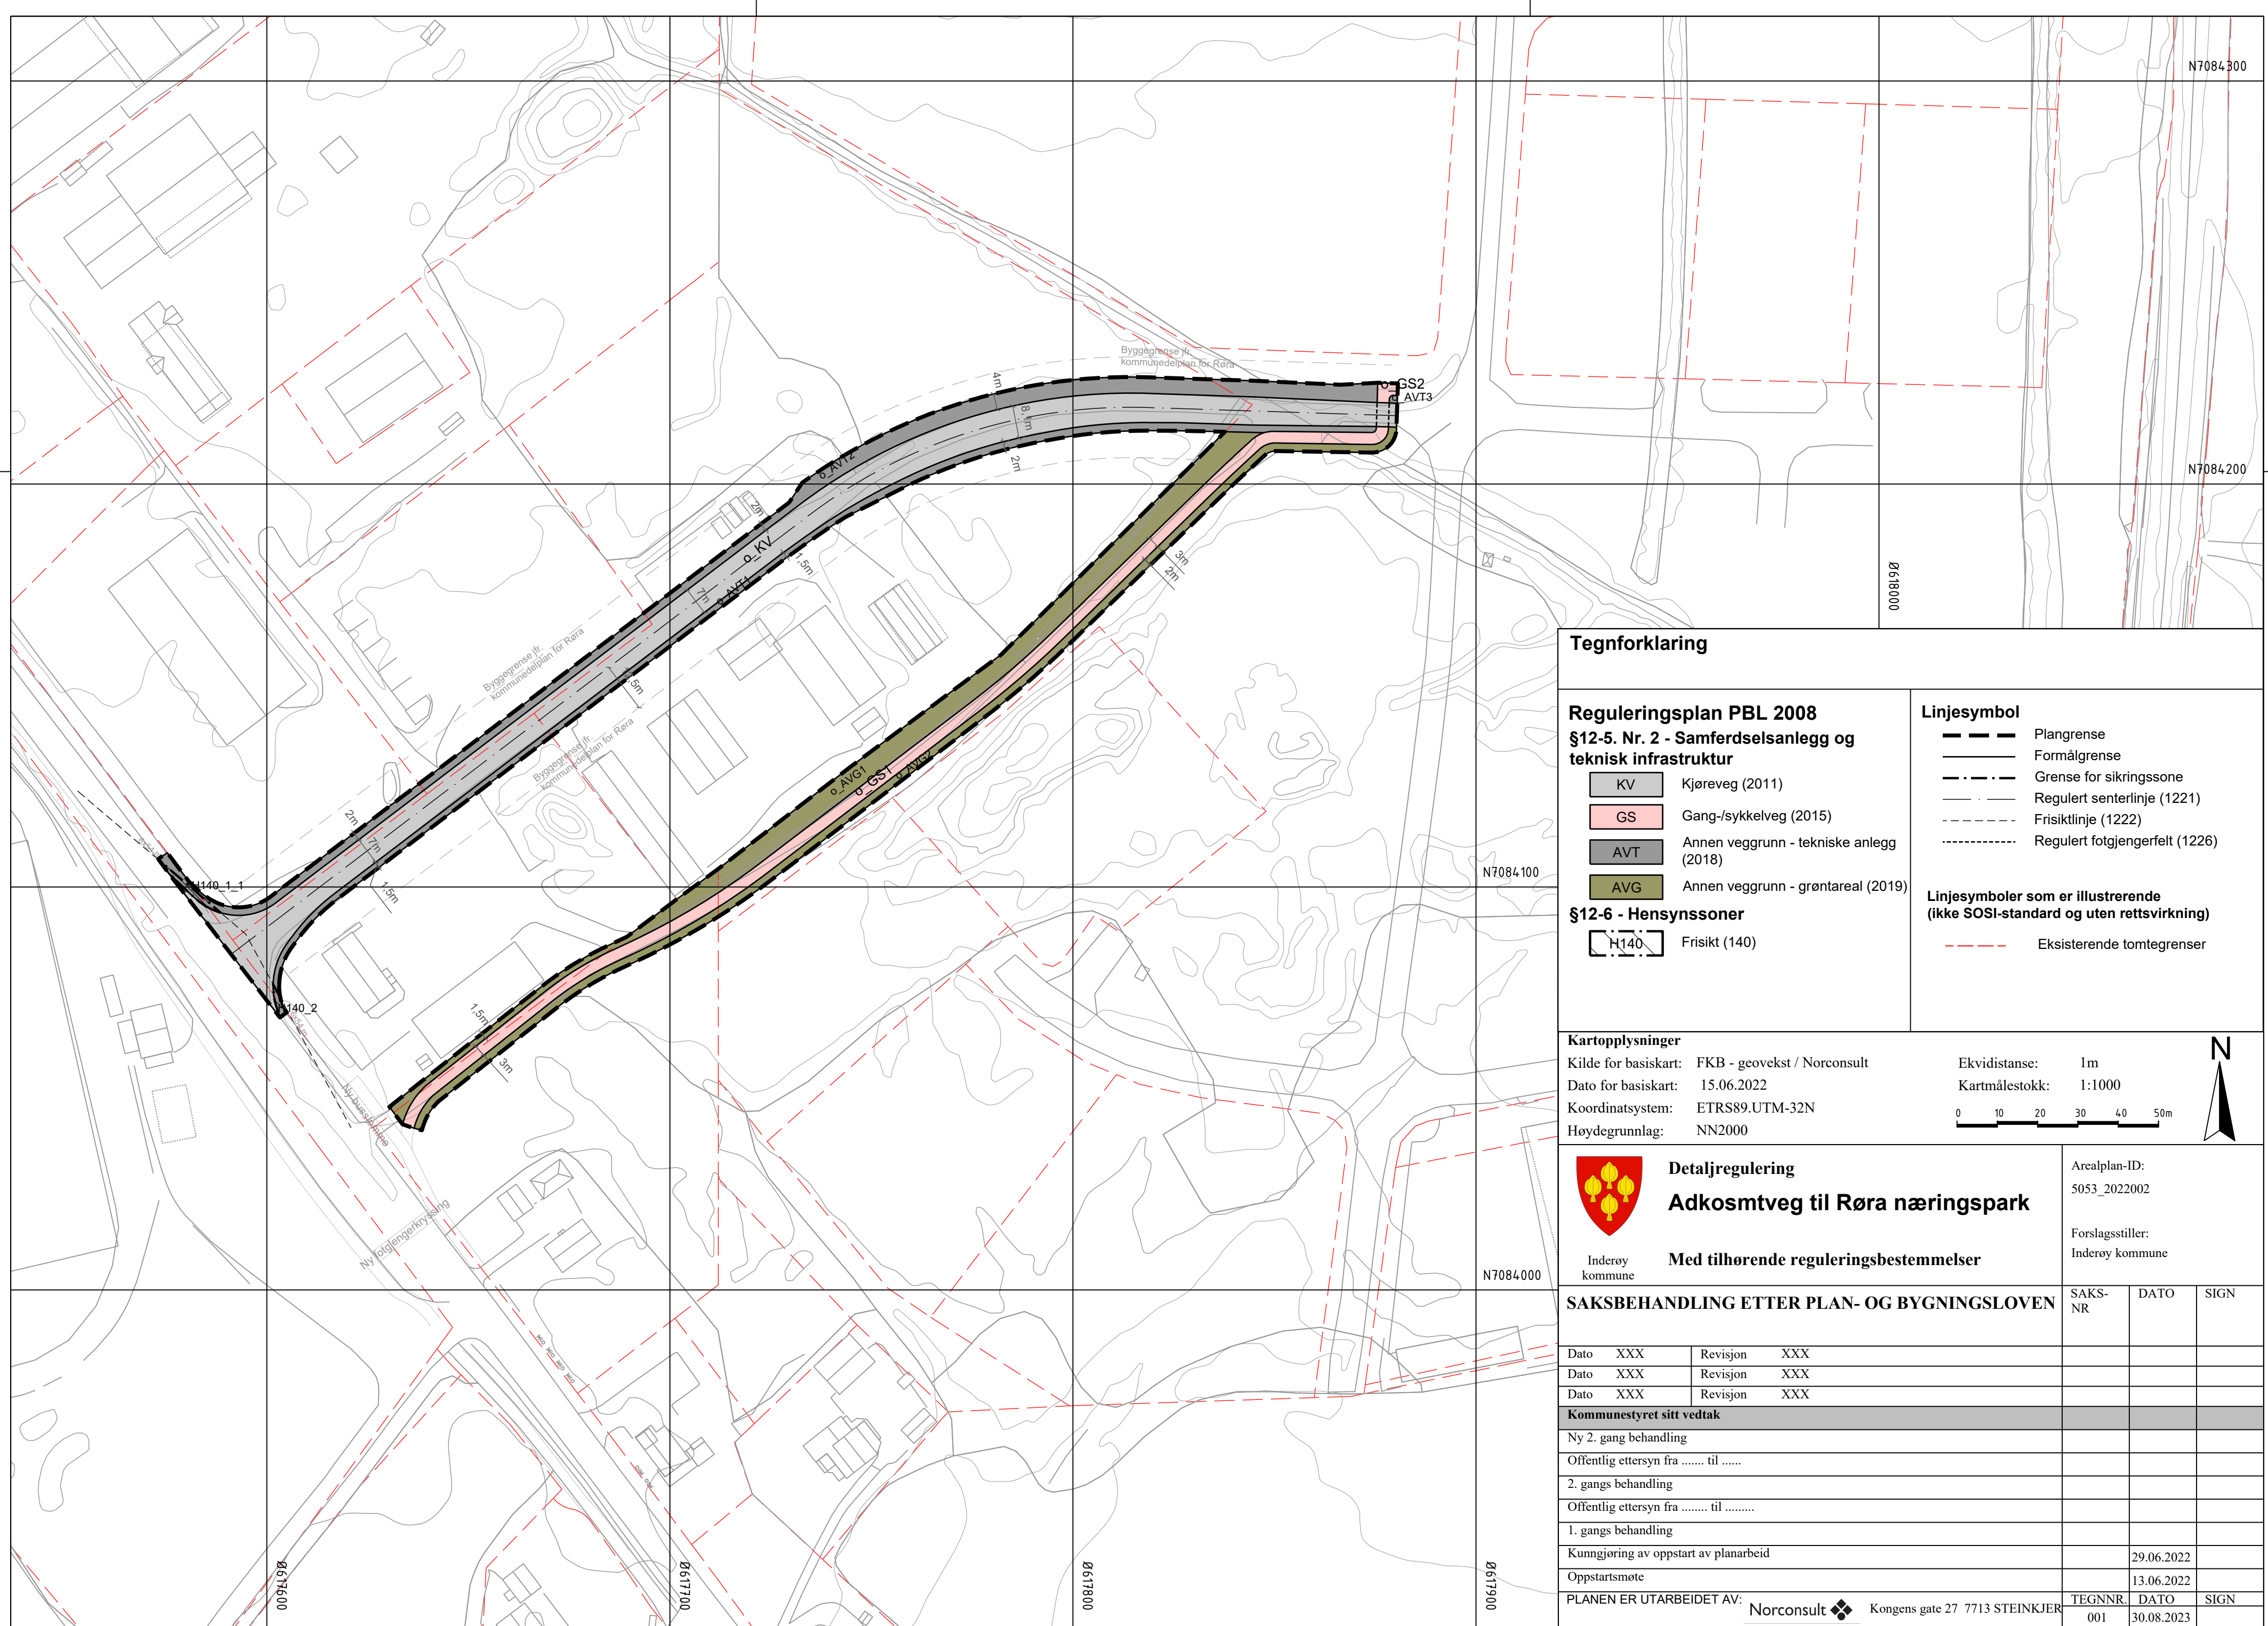 N7084300
Byggegrense jfr.
kommunedelplan for Røra
4m
8,1m
2m
o_GS2
o_AVT3
o_AVT2
N7084200
2m
o_KV
1,5m
7m
o_AVT1
3m
2m
Ø618000
Byggegrense jfr.
kommunedelplan for Røra
1,5m
Byggegrense jfr.
kommunedelplan for Røra
o_AVG1
o_GS1
o_AVG2
2m
7m
1,5m
H140_1_1
N7084100
H140_2
1,5m
3m
Ny busslomme
Ny fotgjengerkryssing
N7084000
Ø617600
Ø617700
Ø617800
Ø617900
Tegnforklaring
Reguleringsplan PBL 2008
§12-5. Nr. 2 - Samferdselsanlegg og
teknisk infrastruktur
KV Kjøreveg (2011)
GS Gang-/sykkelveg (2015)
AVT Annen veggrunn - tekniske anlegg
(2018)
AVG Annen veggrunn - grøntareal (2019)
§12-6 - Hensynssoner
H140 Frisikt (140)
Linjesymbol
Plangrense
Formålgrense
Grense for sikringssone
Regulert senterlinje (1221)
Frisiktlinje (1222)
Regulert fotgjengerfelt (1226)
Linjesymboler som er illustrerende
(ikke SOSI-standard og uten rettsvirkning)
Eksisterende tomtegrenser
Kartopplysninger
Kilde for basiskart: FKB - geovekst / Norconsult
Dato for basiskart: 15.06.2022
Koordinatsystem: ETRS89.UTM-32N
Høydegrunnlag: NN2000
Ekvidistanse: 1m
Kartmålestokk: 1:1000
0 10 20 30 40 50m
N
Detaljregulering
Adkosmtveg til Røra næringspark
Med tilhørende reguleringsbestemmelser
Inderøy
kommune
Arealplan-ID:
5053_2022002
Forslagsstiller:
Inderøy kommune
SAKSBEHANDLING ETTER PLAN- OG BYGNINGSLOVEN
SAKS-
NR
DATO
SIGN
Dato XXX Revisjon XXX
Dato XXX Revisjon XXX
Dato XXX Revisjon XXX
Kommunestyret sitt vedtak
Ny 2. gang behandling
Offentlig ettersyn fra ....... til ......
2. gangs behandling
Offentlig ettersyn fra ........ til .........
1. gangs behandling
Kunngjøring av oppstart av planarbeid 29.06.2022
Oppstartsmøte 13.06.2022
PLANEN ER UTARBEIDET AV:
Norconsult
Kongens gate 27 7713 STEINKJER
TEGNNR. DATO SIGN
001 30.08.2023